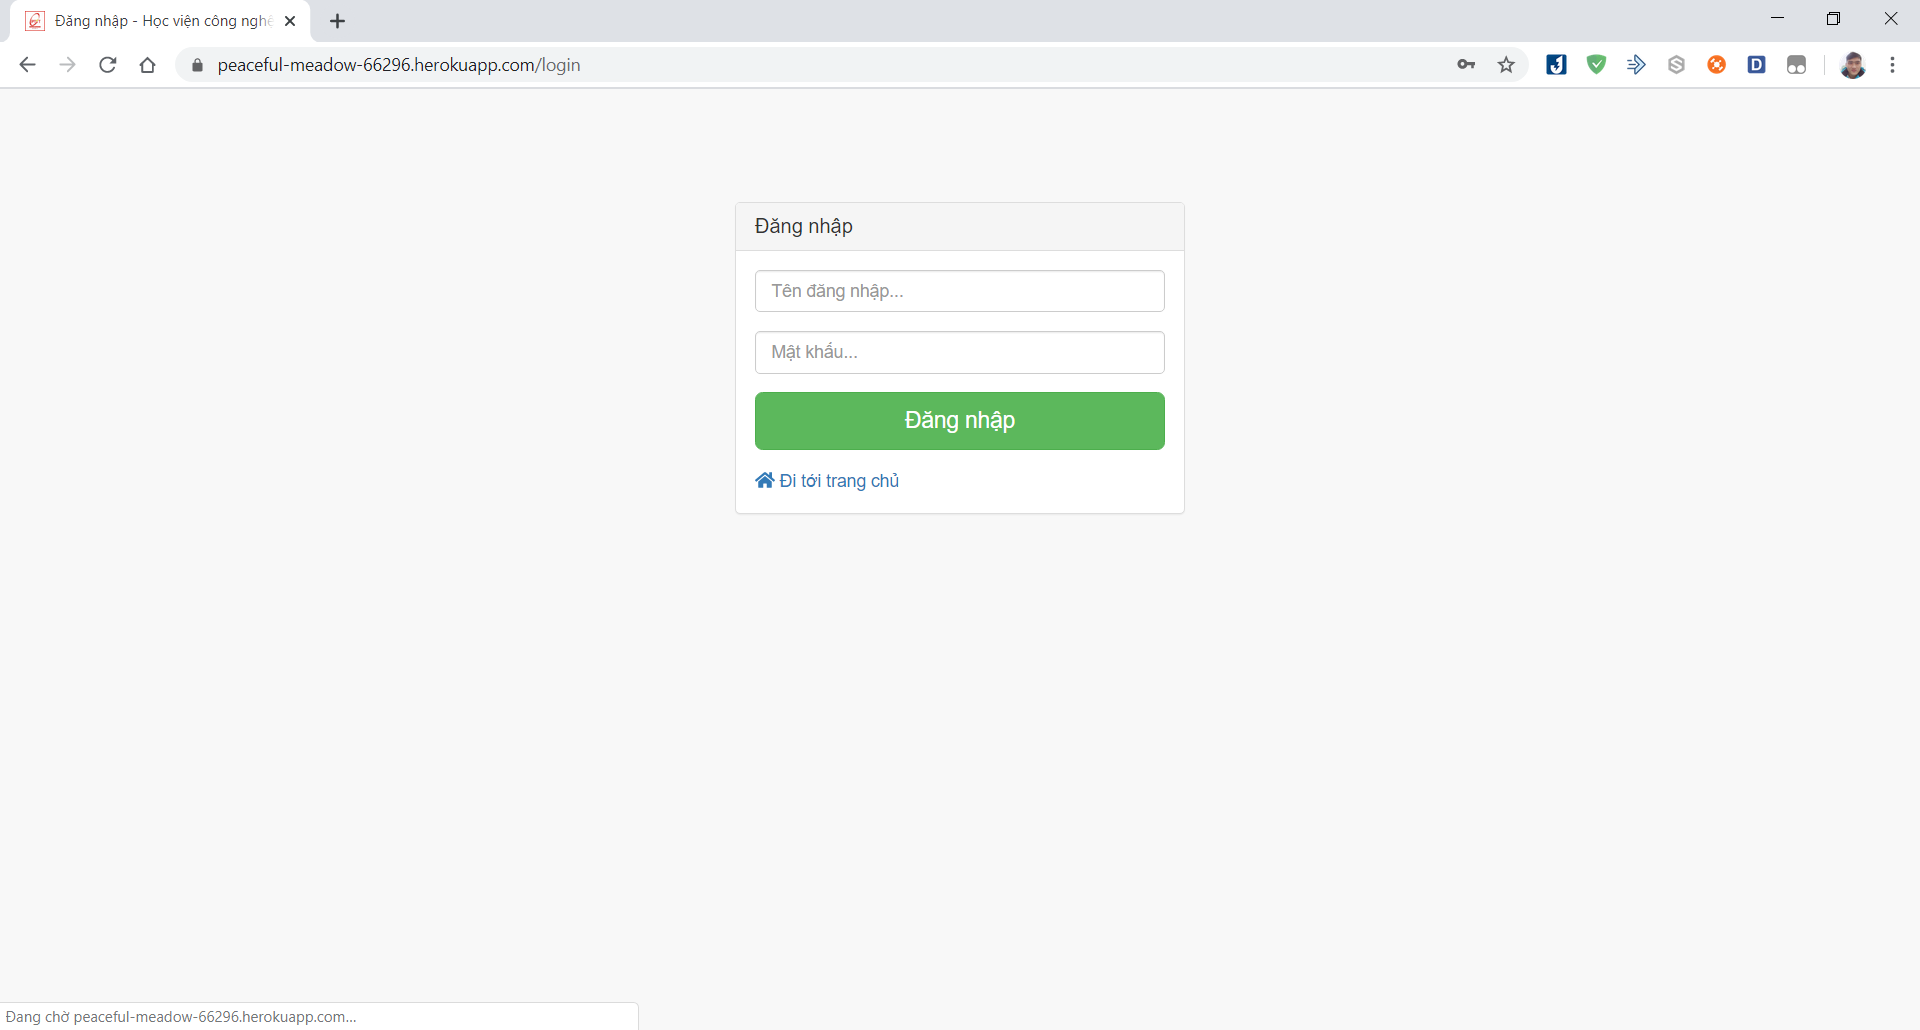 Đăng nhập - Học viện công nghệ
peaceful-meadow-66296.herokuapp.com/login
Đăng nhập
Tên đăng nhập...
Mật khẩu...
Đăng nhập
Đi tới trang chủ
Đang chờ peaceful-meadow-66296.herokuapp.com...